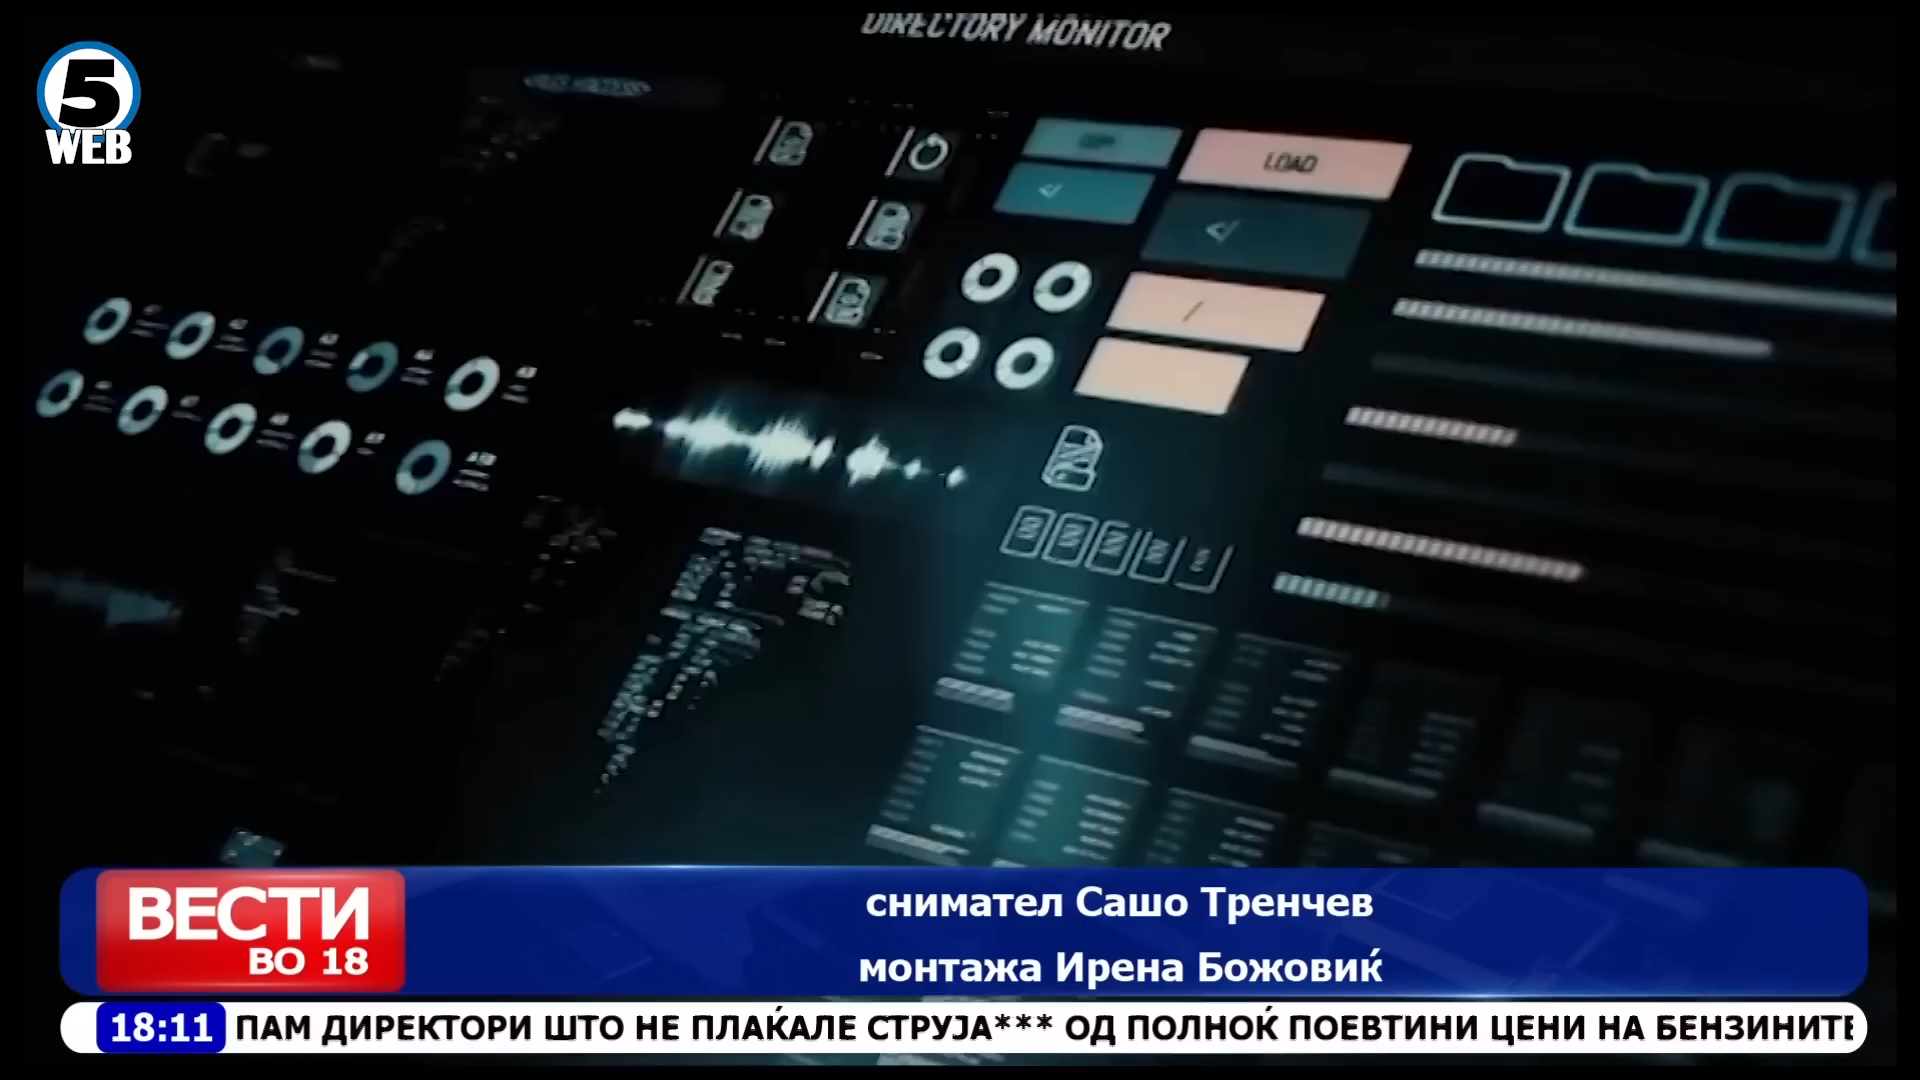 DIRECTORY MONITOR
5
WEB
LOAD
ВЕСТИ
ВО 18
снимател Сашо Тренчев
монтажа Ирена Божовиќ
18:11 ПАМ ДИРЕКТОРИ ШТО НЕ ПЛАЌАЛЕ СТРУЈА*** ОД ПОЛНОЌ ПОЕВТИНИ ЦЕНИ НА БЕНЗИНИТЕ